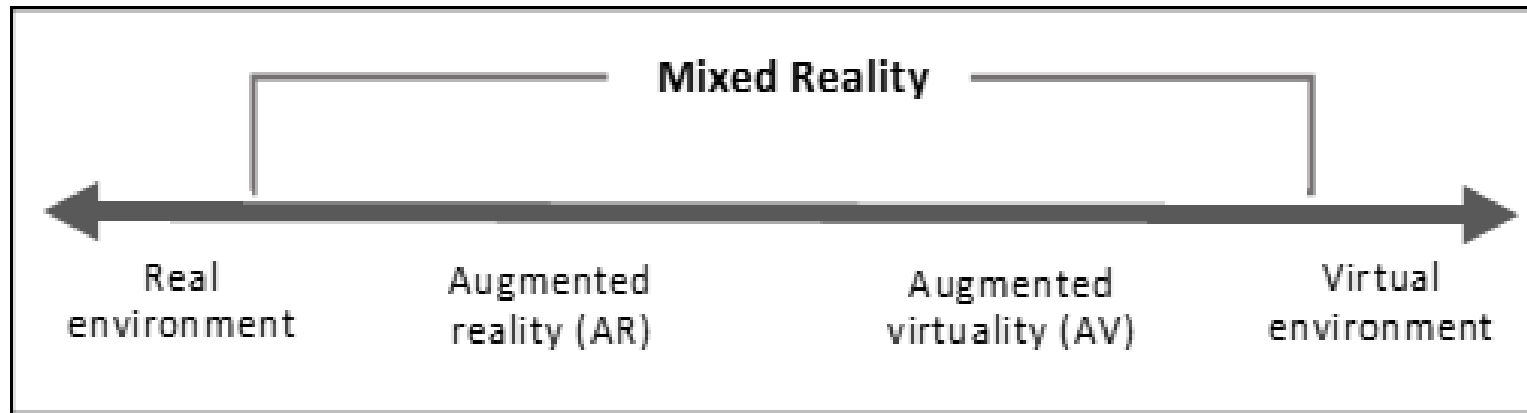 Mixed Reality
Real
environment
Augmented
reality (AR)
Augmented
virtuality (AV)
Virtual
environment